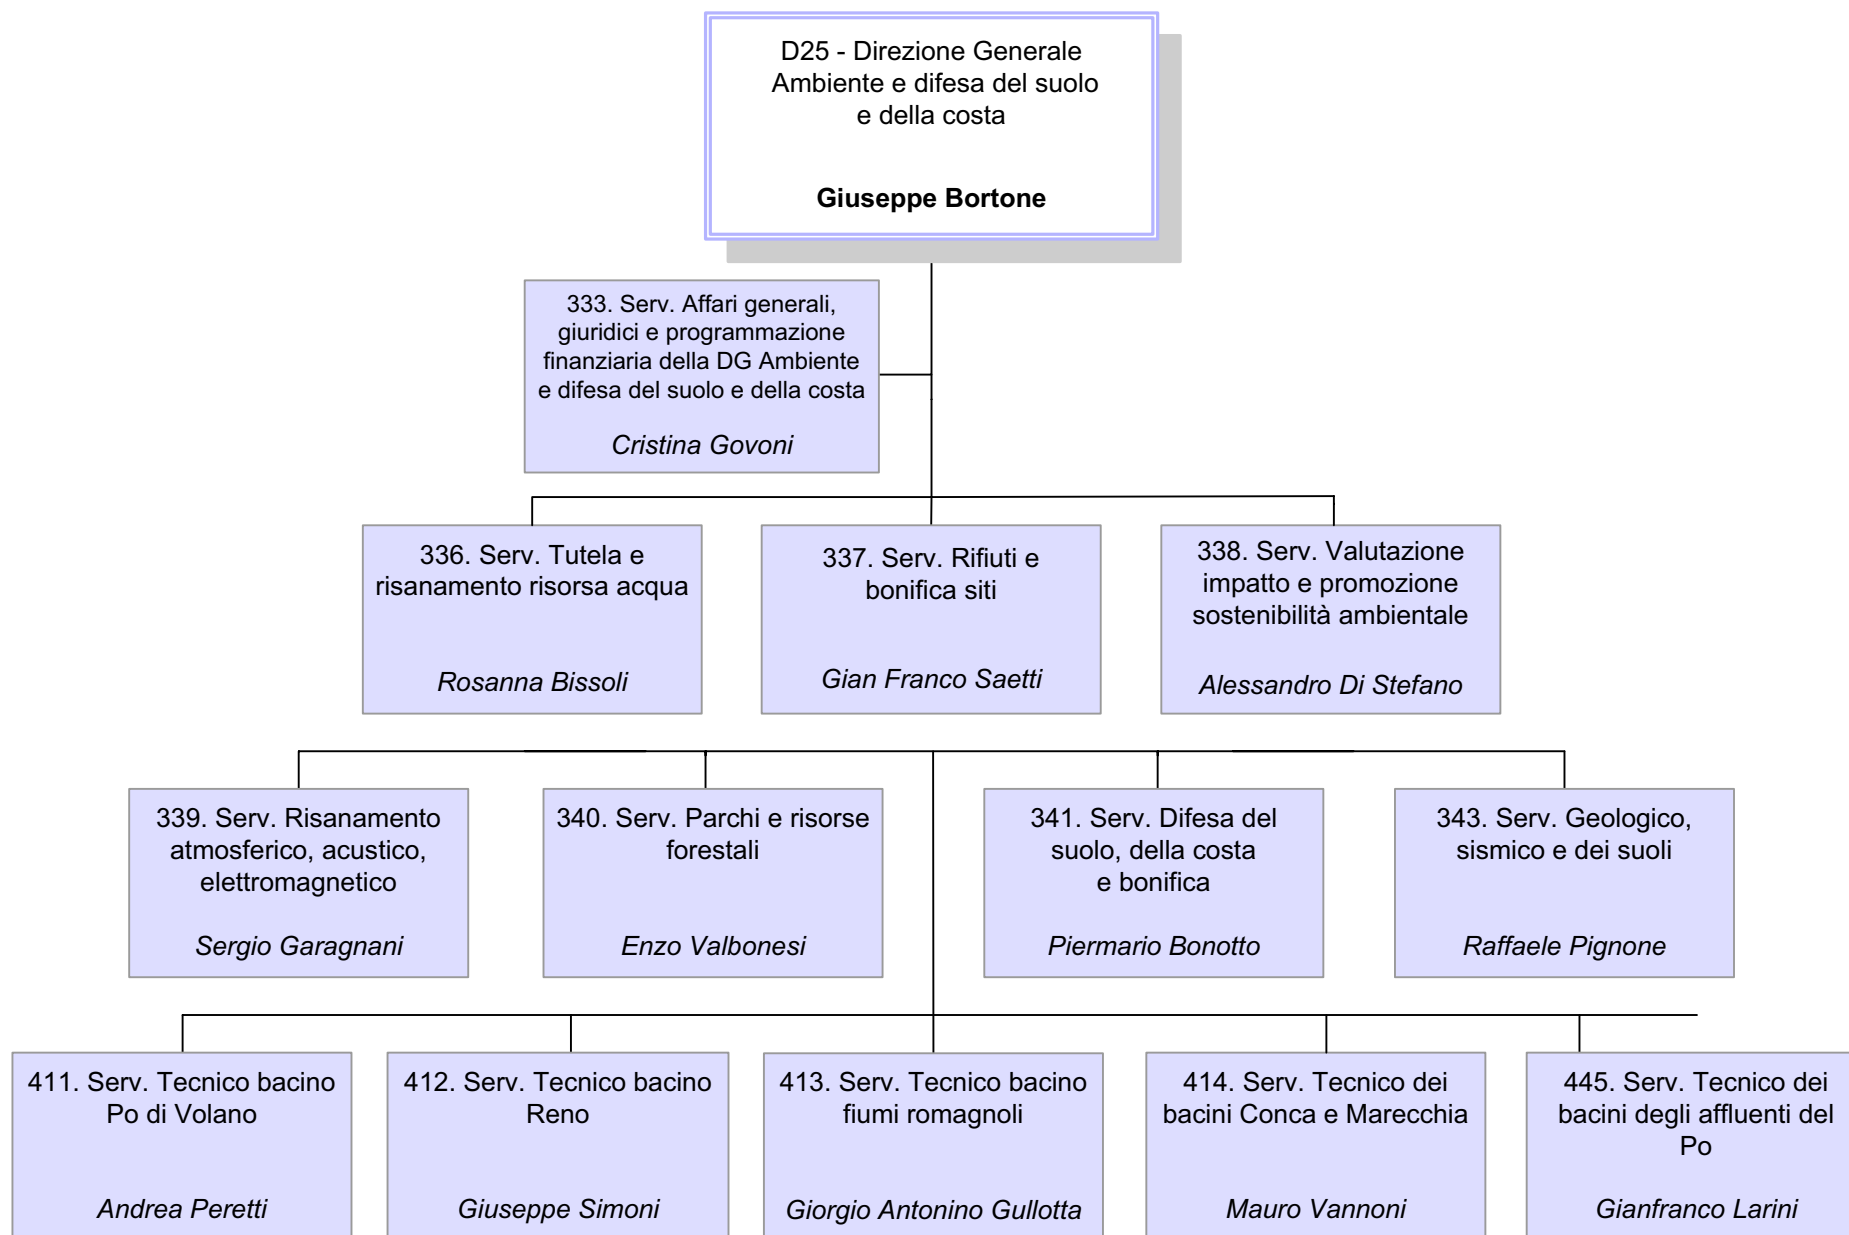 D25 - Direzione Generale
Ambiente e difesa del suolo
e della costa
Giuseppe Bortone
333. Serv. Affari generali,
giuridici e programmazione
finanziaria della DG Ambiente
e difesa del suolo e della costa
Cristina Govoni
336. Serv. Tutela e
risanamento risorsa acqua
Rosanna Bissoli
337. Serv. Rifiuti e
bonifica siti
Gian Franco Saetti
338. Serv. Valutazione
impatto e promozione
sostenibilità ambientale
Alessandro Di Stefano
339. Serv. Risanamento
atmosferico, acustico,
elettromagnetico
Sergio Garagnani
340. Serv. Parchi e risorse
forestali
Enzo Valbonesi
341. Serv. Difesa del
suolo, della costa
e bonifica
Piermario Bonotto
343. Serv. Geologico,
sismico e dei suoli
Raffaele Pignone
411. Serv. Tecnico bacino
Po di Volano
Andrea Peretti
412. Serv. Tecnico bacino
Reno
Giuseppe Simoni
413. Serv. Tecnico bacino
fiumi romagnoli
Giorgio Antonino Gullotta
414. Serv. Tecnico dei
bacini Conca e Marecchia
Mauro Vannoni
445. Serv. Tecnico dei
bacini degli affluenti del
Po
Gianfranco Larini